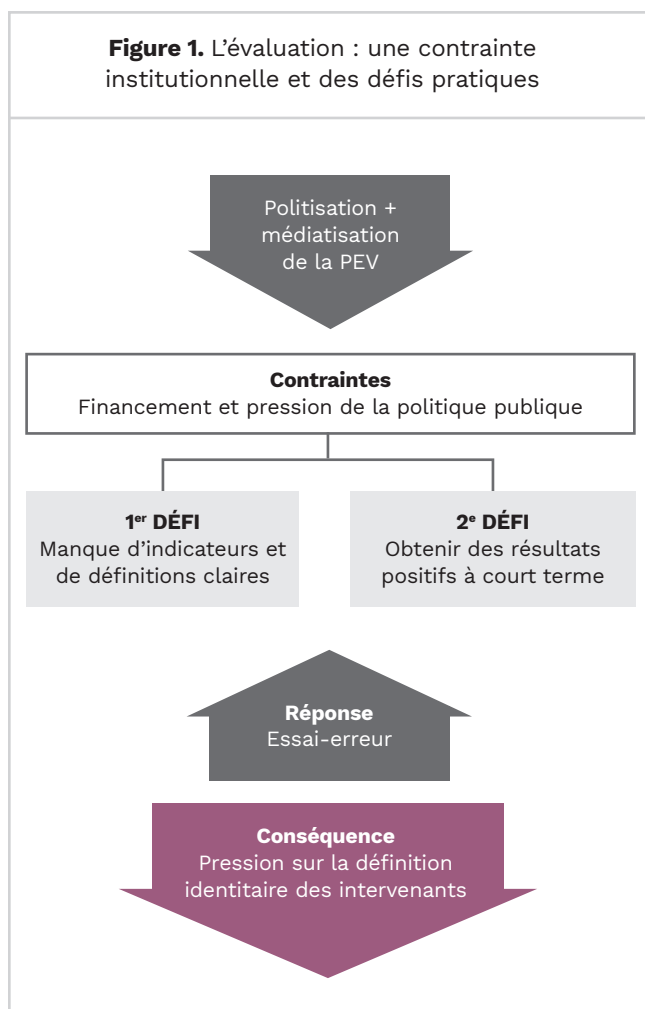 Figure 1. L’évaluation : une contrainte
institutionnelle et des défis pratiques
Politisation +
médiatisation
de la PEV
Contraintes
Financement et pression de la politique publique
1er DÉFI
Manque d’indicateurs et
de définitions claires
2e DÉFI
Obtenir des résultats
positifs à court terme
Réponse
Essai-erreur
Conséquence
Pression sur la définition
identitaire des intervenants